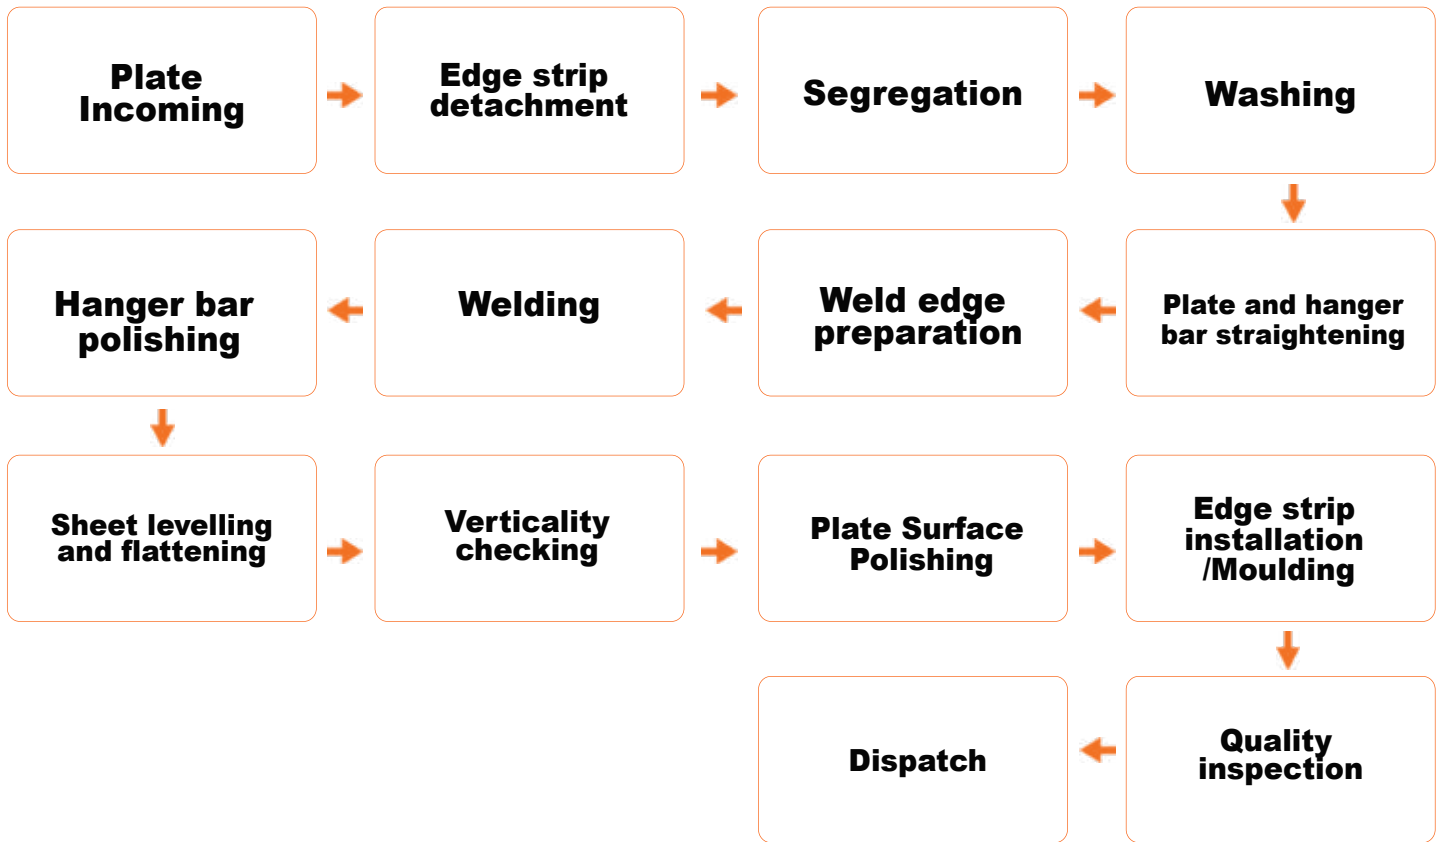 Plate
Incoming
Edge strip
detachment
Segregation
Washing
Plate and hanger
bar straightening
Weld edge
preparation
Welding
Hanger bar
polishing
Sheet levelling
and flattening
Verticality
checking
Plate Surface
Polishing
Edge strip
installation
/Moulding
Quality
inspection
Dispatch